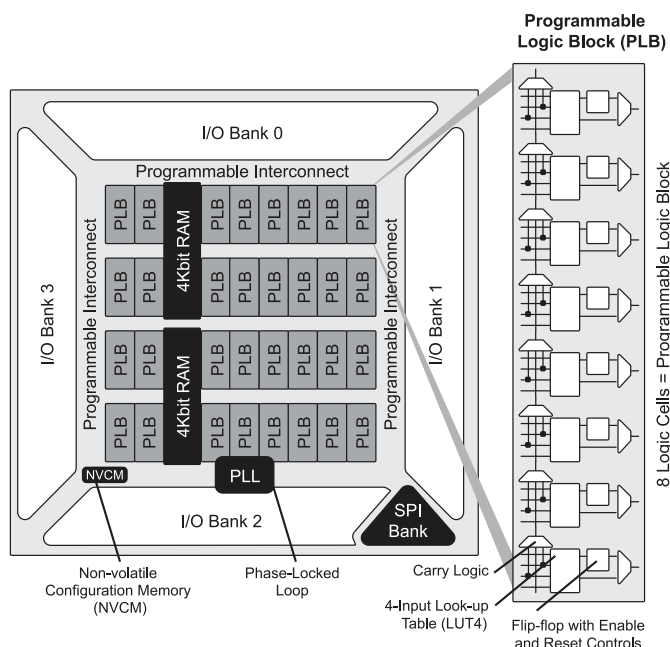 Programmable
Logic Block (PLB)
I/O Bank 0
Programmable Interconnect
I/O Bank 3
Programmable Interconnect
PLB PLB 4Kbit RAM PLB PLB PLB PLB PLB PLB
PLB PLB PLB PLB PLB PLB PLB PLB
PLB PLB 4Kbit RAM PLB PLB PLB PLB PLB PLB
PLB PLB PLB PLB PLB PLB PLB PLB
Programmable Interconnect
I/O Bank 1
8 Logic Cells = Programmable Logic Block
NVCM
PLL
I/O Bank 2
SPI
Bank
Non-volatile
Configuration Memory
(NVCM)
Phase-Locked
Loop
Carry Logic
4-Input Look-up
Table (LUT4)
Flip-flop with Enable
and Reset Controls